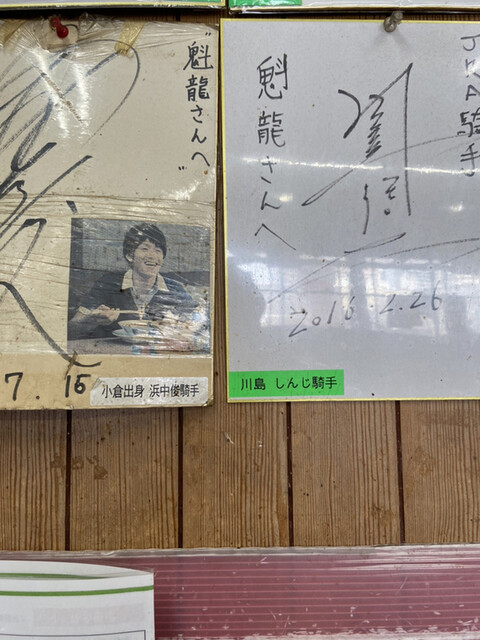 "魁龍さんへ"
7.15
小倉出身 浜中俊騎手
JRA騎手
魁龍さんへ
2016.2.26
川島 しんじ騎手